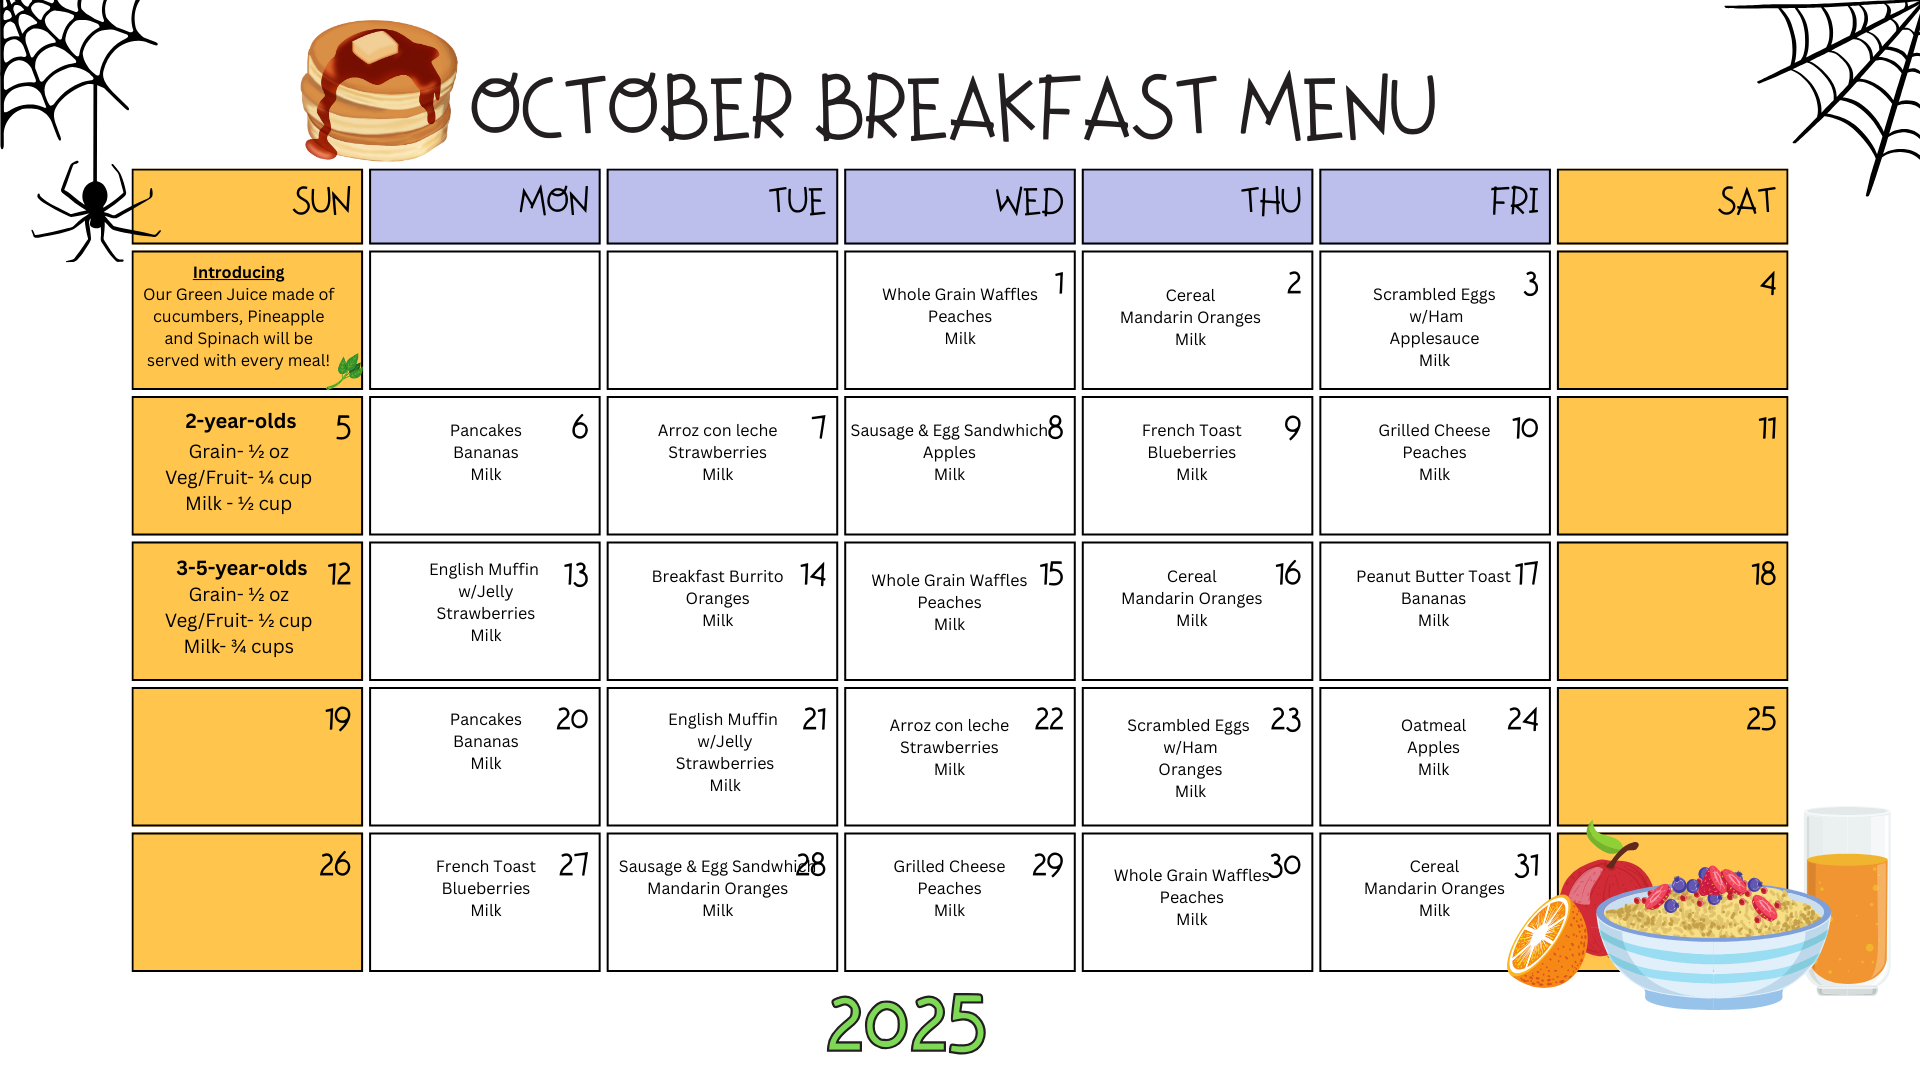 OCTOBER BREAKFAST MENU
SUN
MON
TUE
WED
THU
FRI
SAT
Introducing
Our Green Juice made of
cucumbers, Pineapple
and Spinach will be
served with every meal!
1
Whole Grain Waffles
Peaches
Milk
2
Cereal
Mandarin Oranges
Milk
3
Scrambled Eggs
w/Ham
Applesauce
Milk
4
2-year-olds
5
Grain- ½ oz
Veg/Fruit- ¼ cup
Milk - ½ cup
6
Pancakes
Bananas
Milk
7
Arroz con leche
Strawberries
Milk
Sausage & Egg Sandwhich
8
Apples
Milk
9
French Toast
Blueberries
Milk
10
Grilled Cheese
Peaches
Milk
11
3-5-year-olds
12
Grain- ½ oz
Veg/Fruit- ½ cup
Milk- ¾ cups
13
English Muffin
w/Jelly
Strawberries
Milk
14
Breakfast Burrito
Oranges
Milk
15
Whole Grain Waffles
Peaches
Milk
16
Cereal
Mandarin Oranges
Milk
17
Peanut Butter Toast
Bananas
Milk
18
19
20
Pancakes
Bananas
Milk
21
English Muffin
w/Jelly
Strawberries
Milk
22
Arroz con leche
Strawberries
Milk
23
Scrambled Eggs
w/Ham
Oranges
Milk
24
Oatmeal
Apples
Milk
25
26
27
French Toast
Blueberries
Milk
28
Sausage & Egg Sandwhich
Mandarin Oranges
Milk
29
Grilled Cheese
Peaches
Milk
30
Whole Grain Waffles
Peaches
Milk
31
Cereal
Mandarin Oranges
Milk
2025